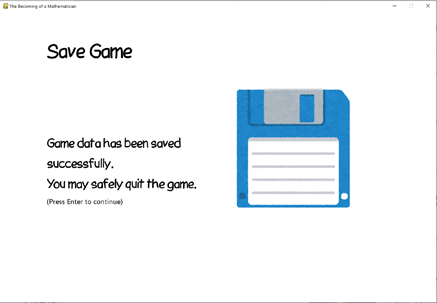 The Becoming of a Mathematician
Save Game
Game data has been saved
successfully.
You may safely quit the game.
(Press Enter to continue)